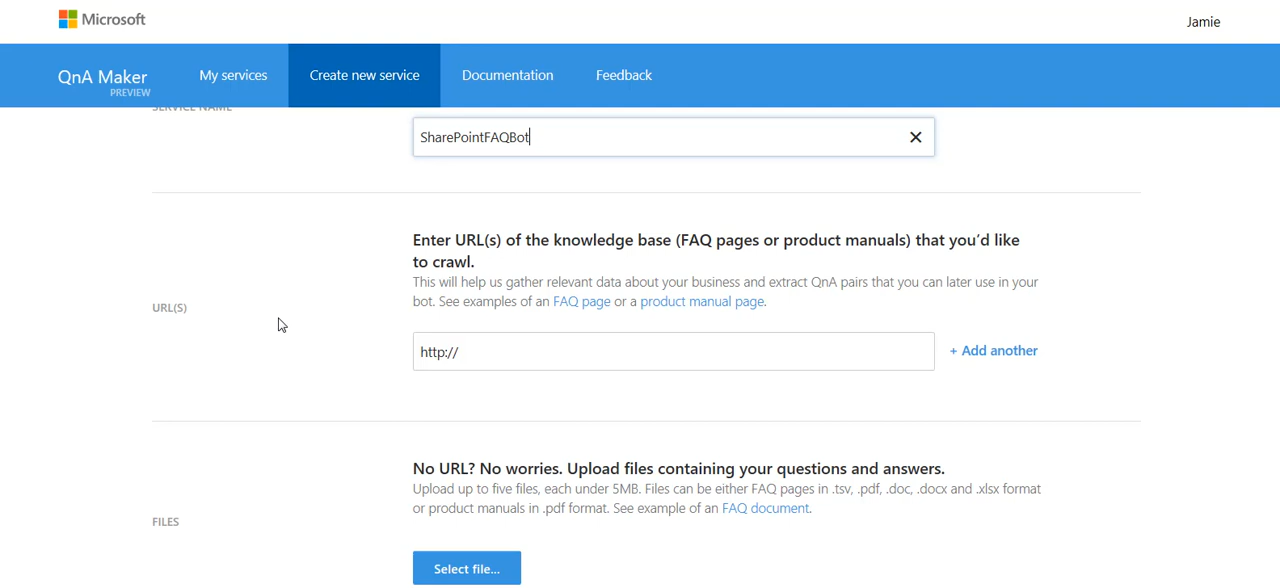 Microsoft
Jamie
QnA Maker
PREVIEW
My services
Create new service
Documentation
Feedback
SERVICE NAME
SharePointFAQBot
URL(S)
Enter URL(s) of the knowledge base (FAQ pages or product manuals) that you'd like
to crawl.
This will help us gather relevant data about your business and extract QnA pairs that you can later use in your
bot. See examples of an FAQ page or a product manual page.
http://
+ Add another
FILES
No URL? No worries. Upload files containing your questions and answers.
Upload up to five files, each under 5MB. Files can be either FAQ pages in .tsv, .pdf, .doc, .docx and .xlsx format
or product manuals in .pdf format. See example of an FAQ document.
Select file...